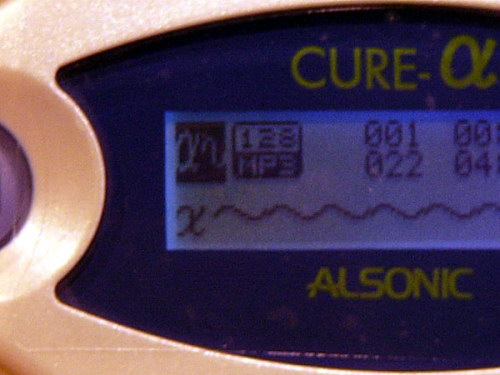 CURE-α
128 001
MP3 022
ALSONIC